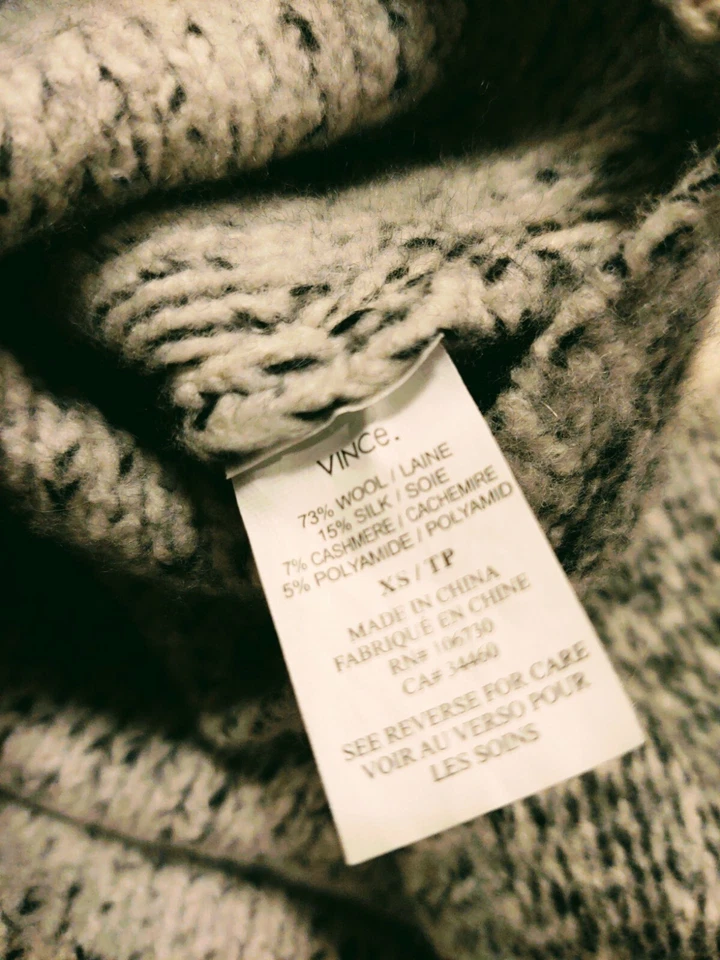 VINCe.
73% WOOL / LAINE
15% SILK / SOIE
7% CASHMERE / CACHEMIRE
5% POLYAMIDE / POLYAMID
XS / TP
MADE IN CHINA
FABRIQUÉ EN CHINE
RN# 106730
CA# 34460
SEE REVERSE FOR CARE
VOIR AU VERSO POUR
LES SOINS